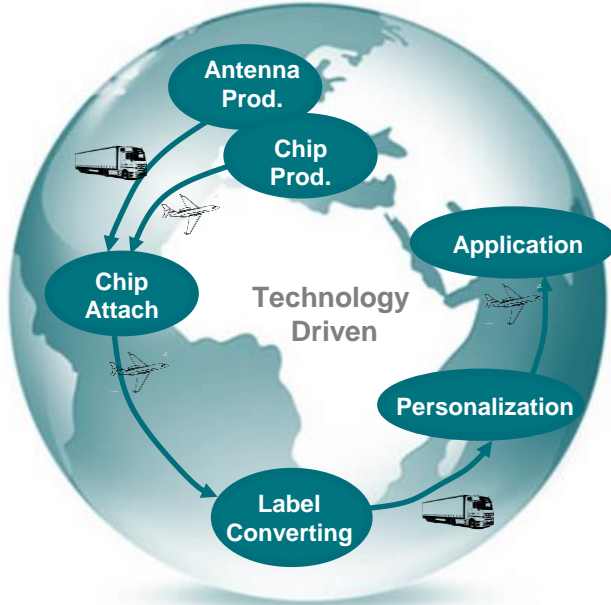 Antenna
Prod.
Chip
Prod.
Application
Chip
Attach
Technology
Driven
Personalization
Label
Converting